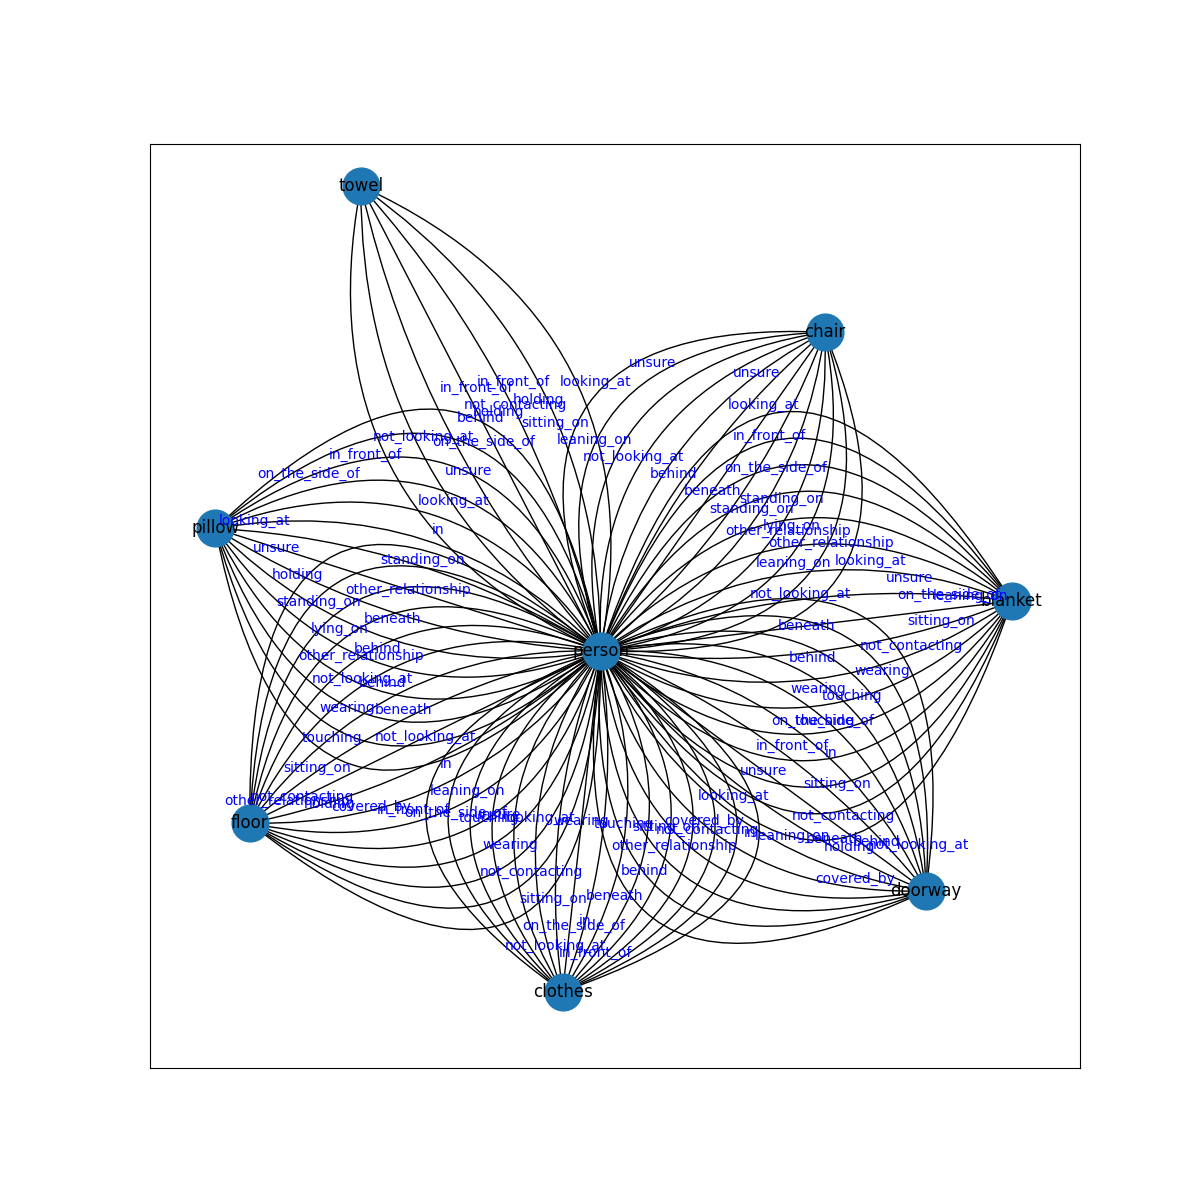 towel
chair
unsure
unsure
in_front_of
looking_at
in_front_of
holding
not_contacting
looking_at
holding
behind
sitting_on
not_looking_at
on_the_side_of
leaning_on
in_front_of
in_front_of
not_looking_at
on_the_side_of
on_the_side_of
unsure
behind
looking_at
beneath
standing_on
standing_on
looking_at
pillow
in
lying_on
other_relationship
other_relationship
unsure
standing_on
leaning_on
looking_at
holding
unsure
other_relationship
not_looking_at
on_the_side_of
blanket
standing_on
beneath
sitting_on
lying_on
beneath
behind
person
not_contacting
other_relationship
behind
not_looking_at
behind
wearing
wearing
touching
wearing
beneath
on_the_side_of
touching
touching
not_looking_at
in_front_of
in
sitting_on
in
unsure
leaning_on
sitting_on
looking_at
not_contacting
holding
covered_by
in_front_of
on_the_side_of
touching
looking_at
floor
wearing
touching
covered_by
not_contacting
not_contacting
leaning_on
beneath
behind
wearing
other_relationship
holding
not_looking_at
not_contacting
behind
covered_by
doorway
sitting_on
beneath
in
on_the_side_of
not_looking_at
in_front_of
clothes